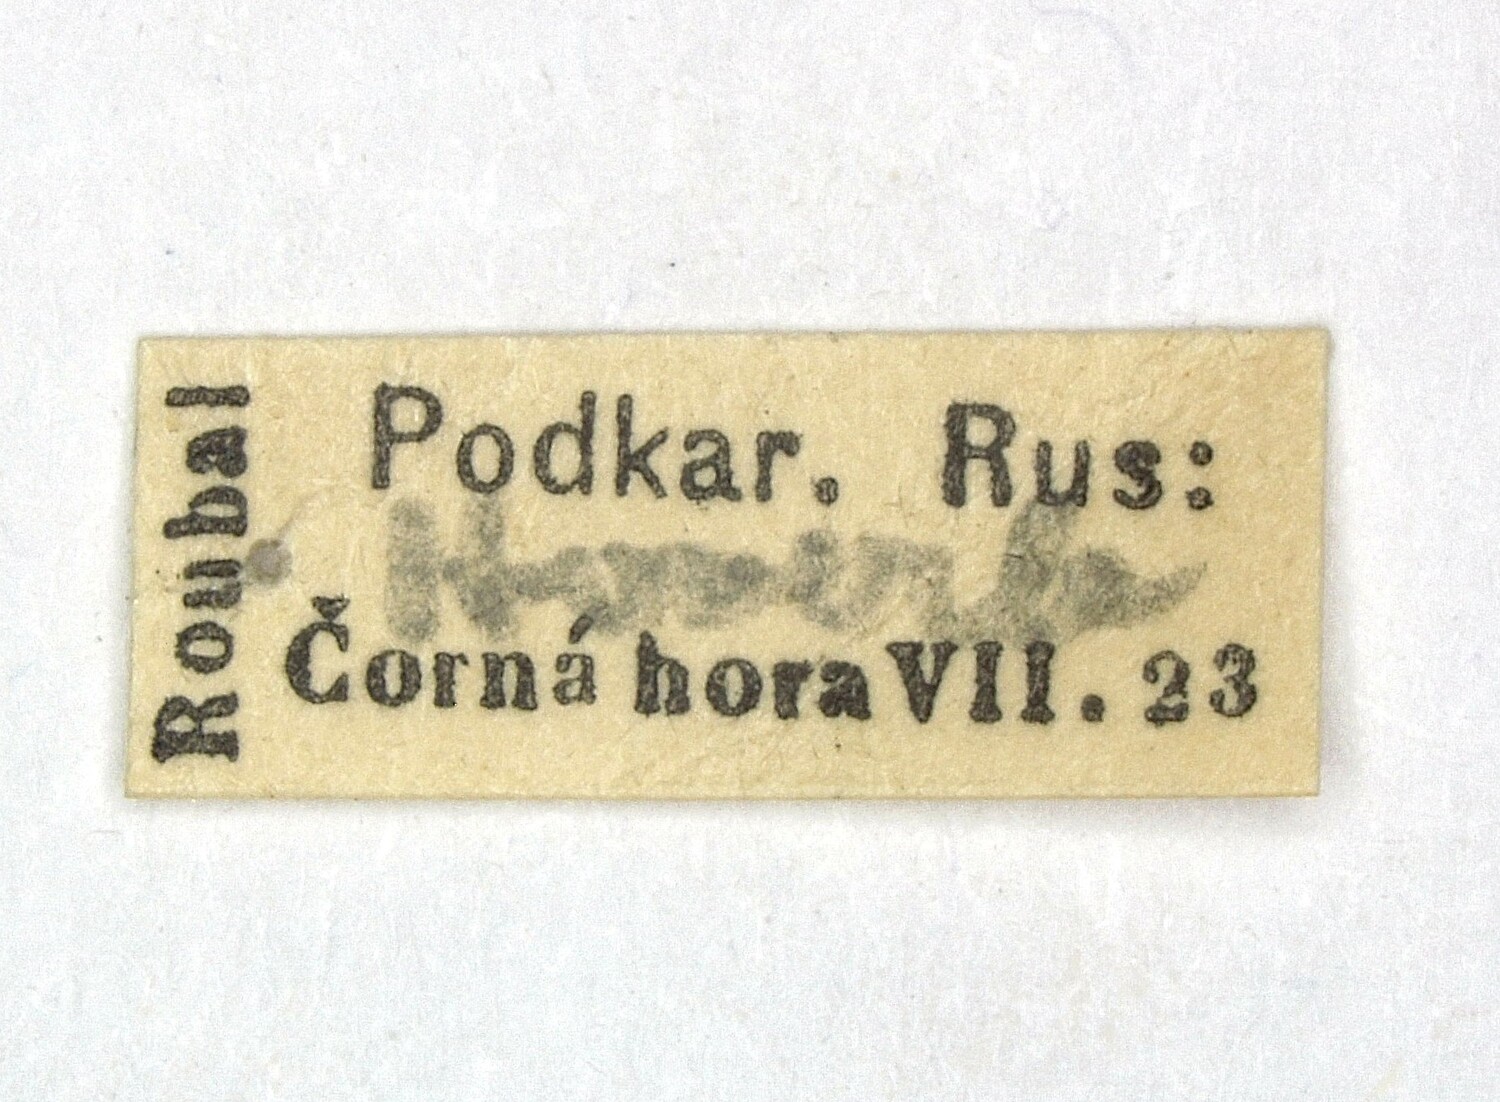 Podkar. Rus:
Čorná hora VII. 23
Roubal